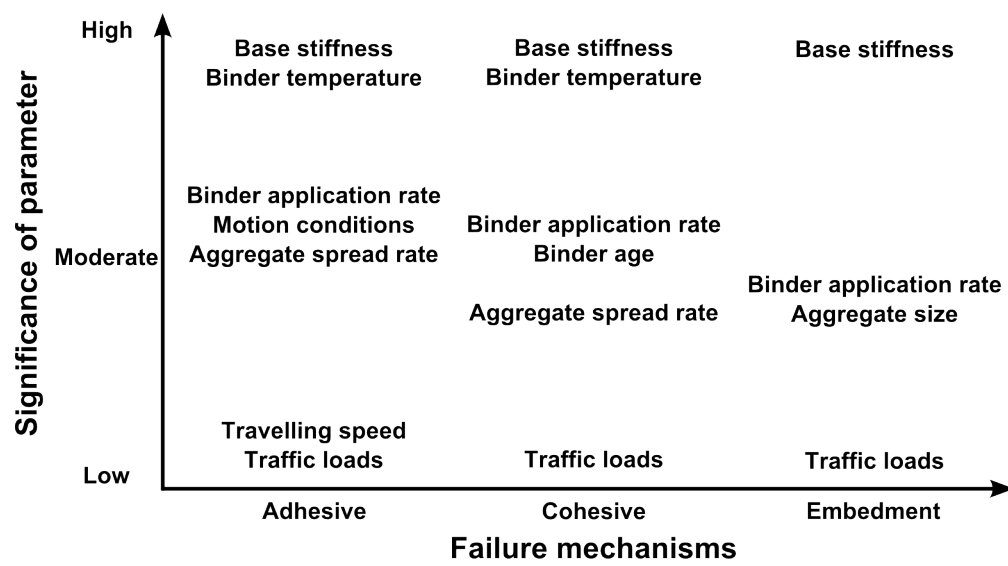 High
Base stiffness
Binder temperature
Base stiffness
Binder temperature
Base stiffness
Significance of parameter
Binder application rate
Motion conditions
Aggregate spread rate
Moderate
Binder application rate
Binder age
Aggregate spread rate
Binder application rate
Aggregate size
Travelling speed
Traffic loads
Traffic loads
Traffic loads
Low
Adhesive
Cohesive
Embedment
Failure mechanisms